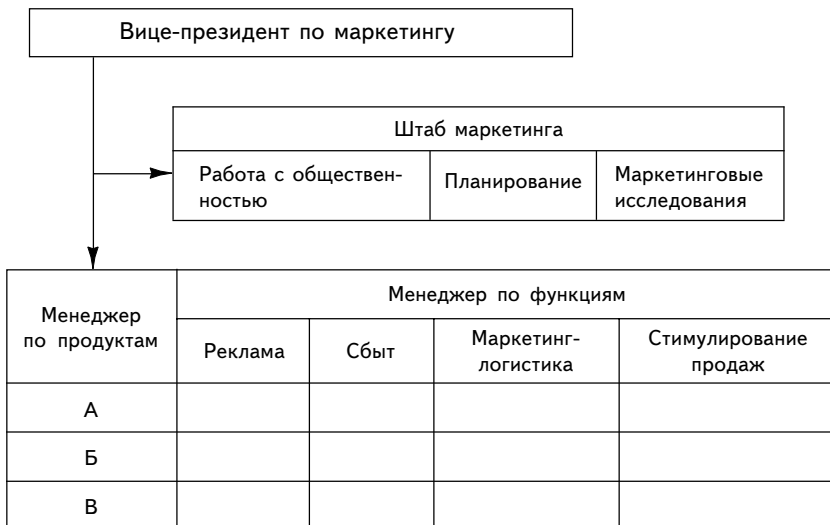 Вице-президент по маркетингу
Штаб маркетинга
Работа с обществен-
ностью
Планирование
Маркетинговые
исследования
Менеджер
по продуктам
Менеджер по функциям
Реклама
Сбыт
Маркетинг-
логистика
Стимулирование
продаж
А
Б
В